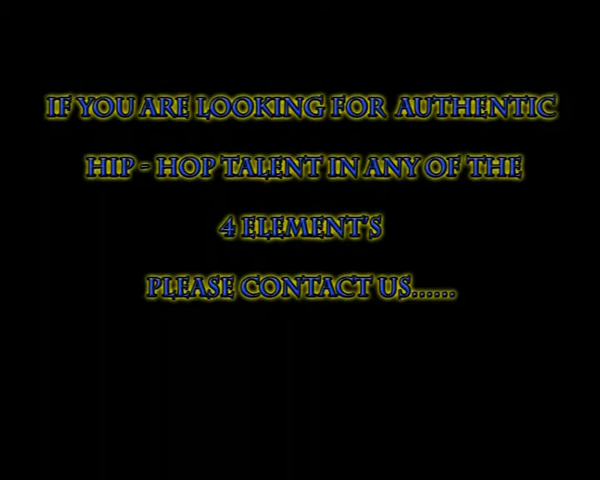 IF YOU ARE LOOKING FOR AUTHENTIC
HIP - HOP TALENT IN ANY OF THE
4 ELEMENT'S
PLEASE CONTACT US......